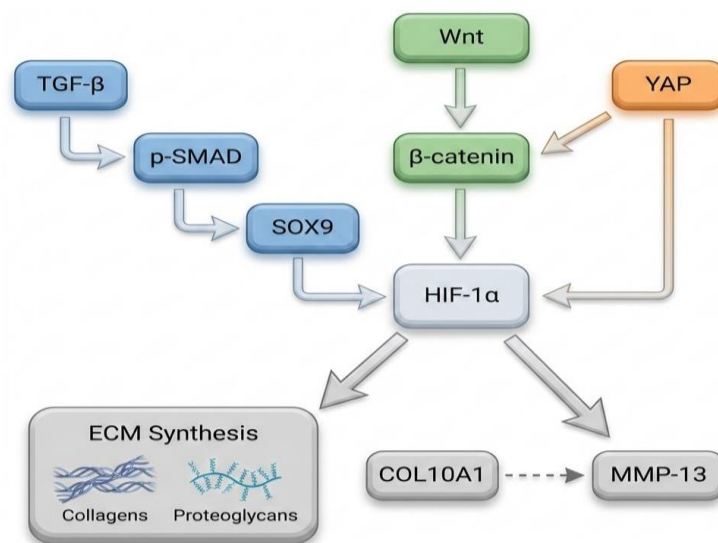 Wnt
TGF-β
YAP
p-SMAD
β-catenin
SOX9
HIF-1α
ECM Synthesis
Collagens
Proteoglycans
COL10A1
MMP-13